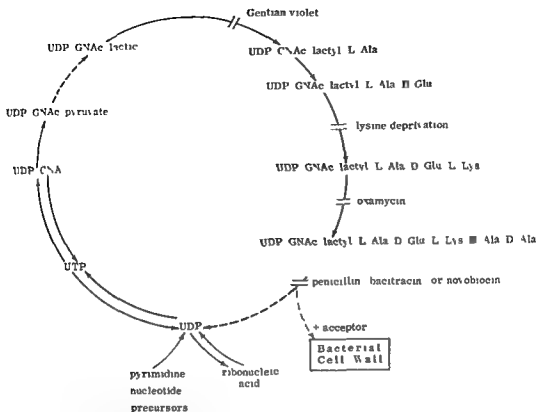 Gentian violet
UDP GNAc lactic
UDP GNAc lactyl L Ala
UDP GNAc lactyl L Ala D Glu
UDP GNAc pyruvate
lysine deprivation
UDP GNA
UDP GNAc lactyl L Ala D Glu L Lys
oxamycin
UDP GNAc lactyl L Ala D Glu L Lys D Ala D Ala
UTP
penicillin bacitracin or novobiocin
UDP
+ acceptor
Bacterial
Cell Wall
pyrimidine
nucleotide
precursors
ribonucleic
acid